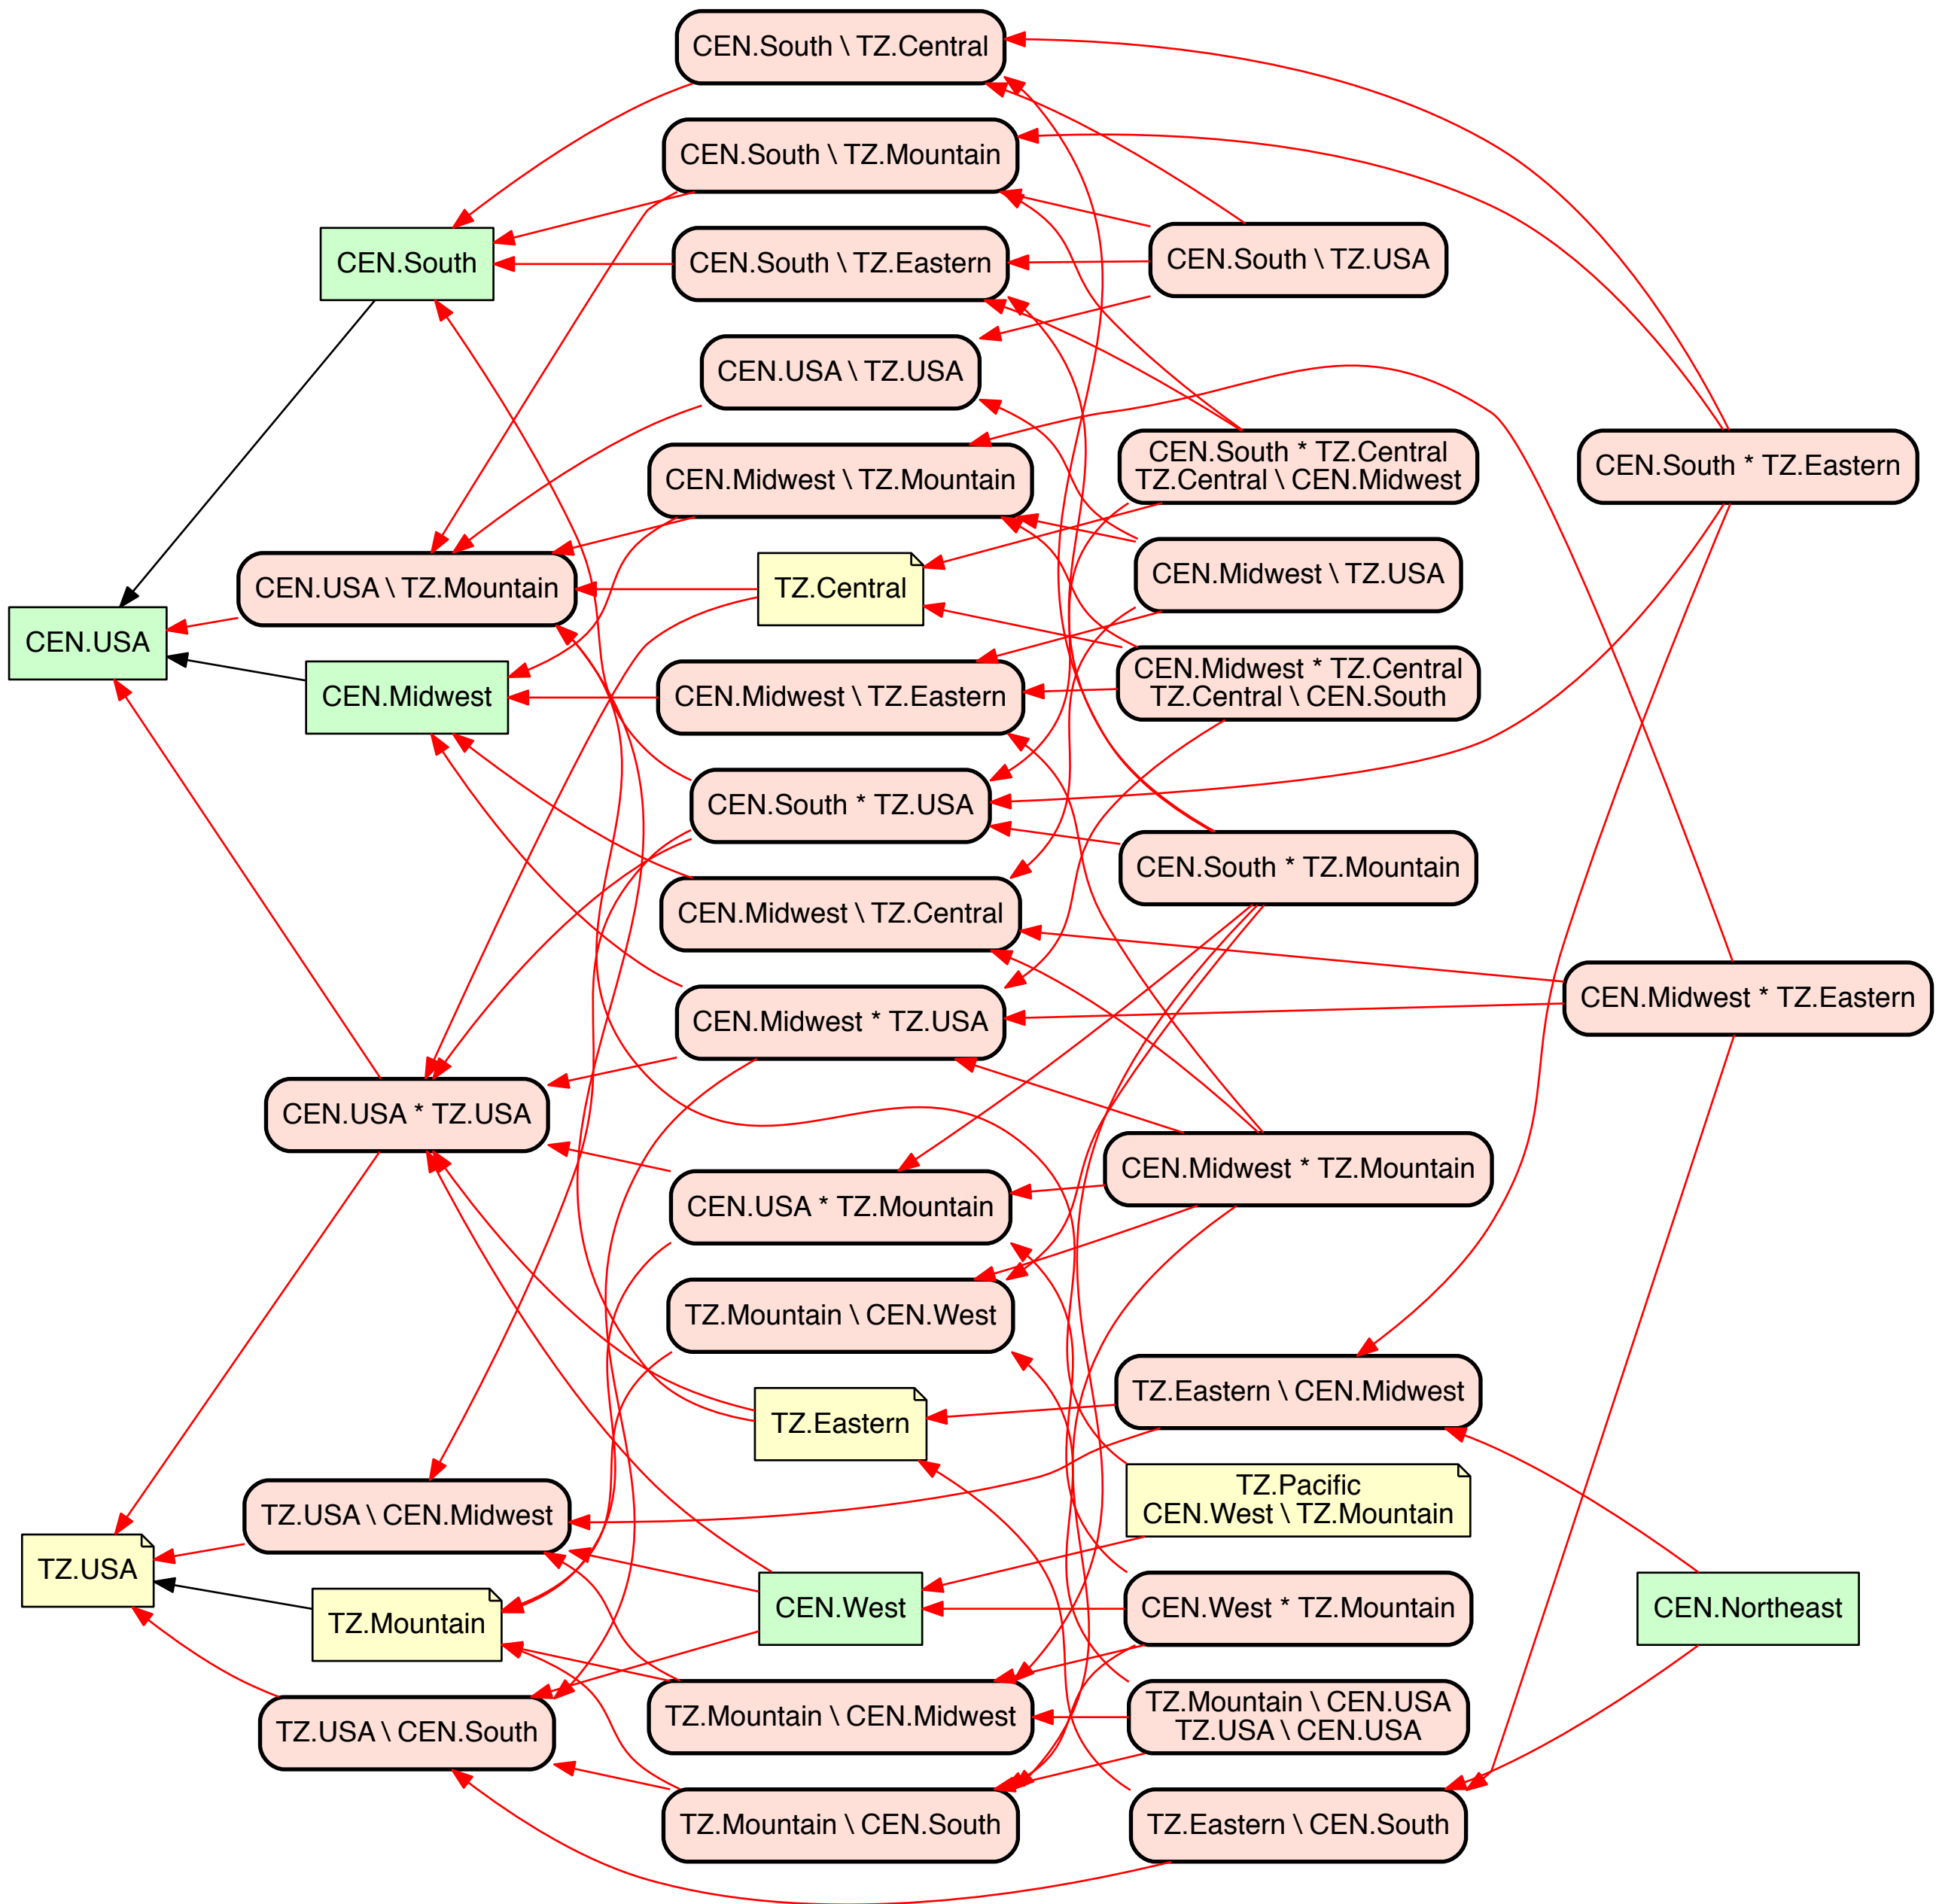 CEN.South \ TZ.Central
CEN.South \ TZ.Mountain
CEN.South
CEN.South \ TZ.Eastern
CEN.South \ TZ.USA
CEN.USA \ TZ.USA
CEN.Midwest \ TZ.Mountain
CEN.South * TZ.Central
TZ.Central \ CEN.Midwest
CEN.South * TZ.Eastern
CEN.USA \ TZ.Mountain
TZ.Central
CEN.Midwest \ TZ.USA
CEN.USA
CEN.Midwest
CEN.Midwest \ TZ.Eastern
CEN.Midwest * TZ.Central
TZ.Central \ CEN.South
CEN.South * TZ.USA
CEN.South * TZ.Mountain
CEN.Midwest \ TZ.Central
CEN.Midwest * TZ.USA
CEN.Midwest * TZ.Eastern
CEN.USA * TZ.USA
CEN.USA * TZ.Mountain
CEN.Midwest * TZ.Mountain
TZ.Mountain \ CEN.West
TZ.Eastern
TZ.Eastern \ CEN.Midwest
TZ.USA \ CEN.Midwest
TZ.Pacific
CEN.West \ TZ.Mountain
TZ.USA
TZ.Mountain
CEN.West
CEN.West * TZ.Mountain
CEN.Northeast
TZ.USA \ CEN.South
TZ.Mountain \ CEN.Midwest
TZ.Mountain \ CEN.USA
TZ.USA \ CEN.USA
TZ.Mountain \ CEN.South
TZ.Eastern \ CEN.South